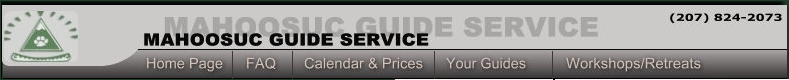 (207) 824-2073
MAHOOSUC GUIDE SERVICE
MAHOOSUC GUIDE SERVICE
Home Page FAQ Calendar & Prices Your Guides Workshops/Retreats